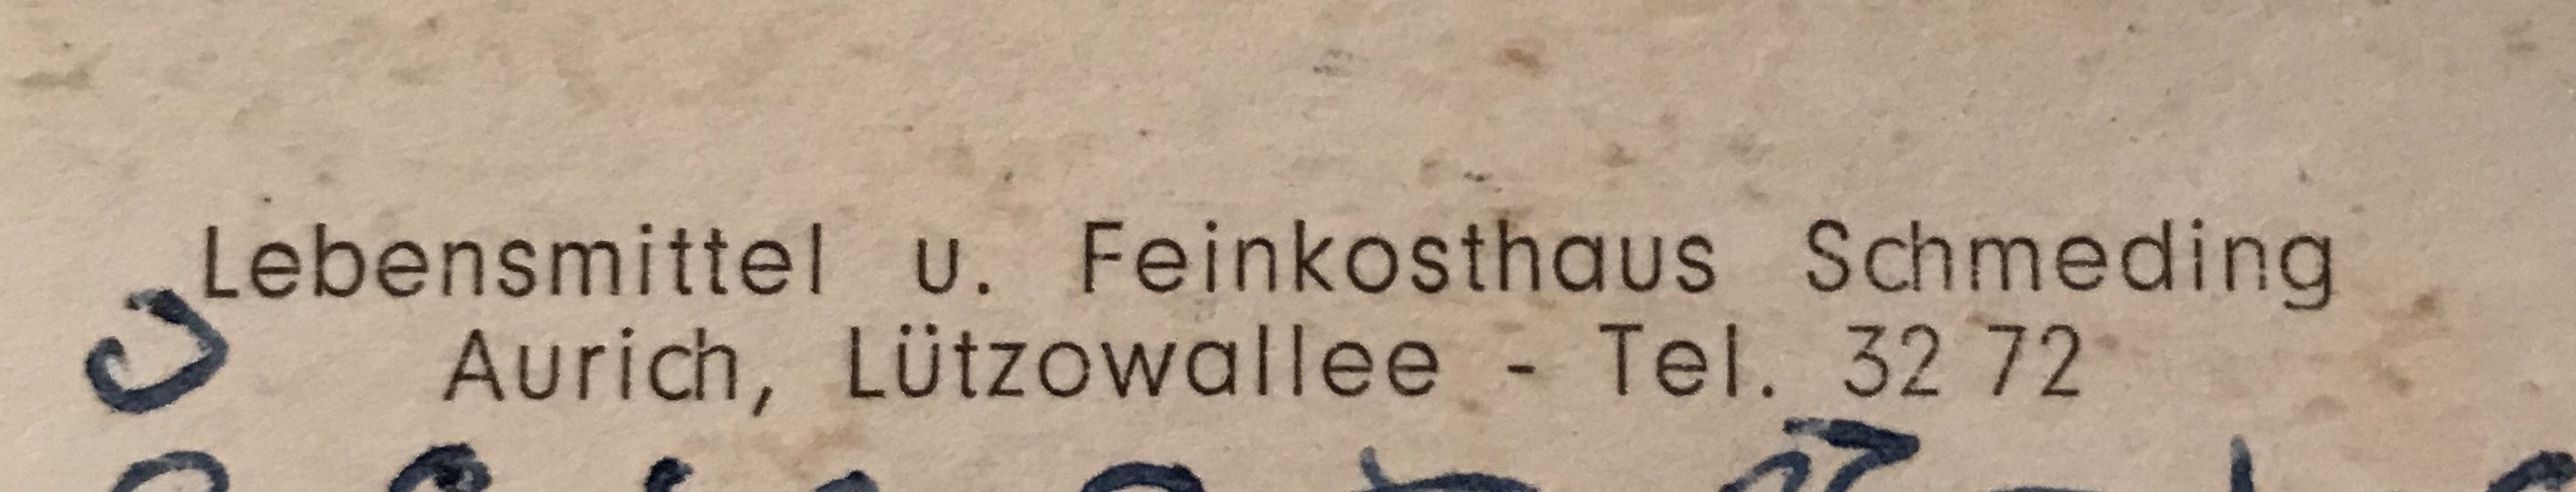 Lebensmittel u. Feinkosthaus Schmeding
Aurich, Lützowallee - Tel. 32 72